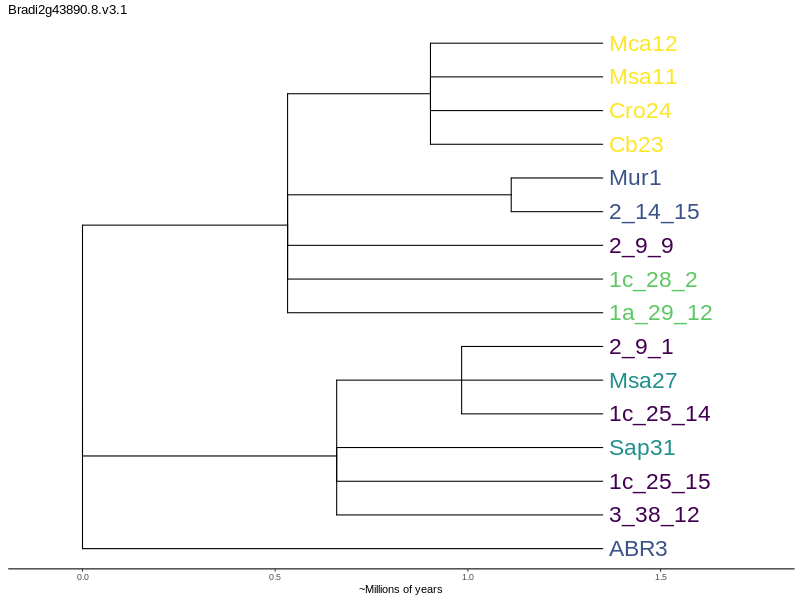 Bradi2g43890.8.v3.1
Mca12
Msa11
Cro24
Cb23
Mur1
2_14_15
2_9_9
1c_28_2
1a_29_12
2_9_1
Msa27
1c_25_14
Sap31
1c_25_15
3_38_12
ABR3
0.0 0.5 1.0 1.5
~Millions of years